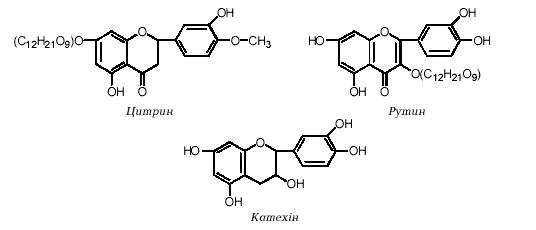 OH
(C12H21O9)O
O
O—CH3
OH
O
Цитрин
OH
HO
O
OH
O(C12H21O9)
OH
O
Рутин
OH
HO
O
OH
OH
OH
Катехін